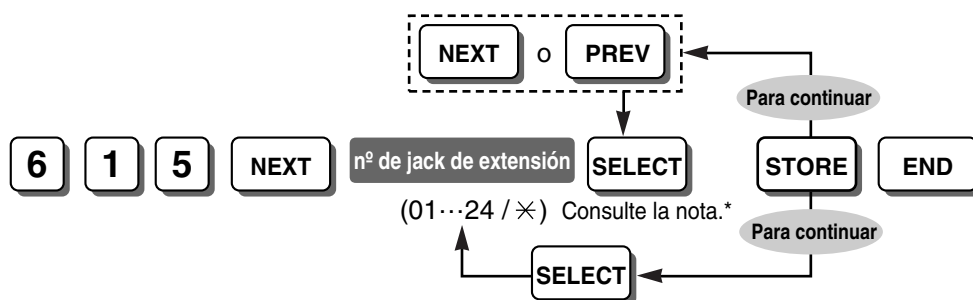 NEXT o PREV
Para continuar
6 1 5 NEXT nº de jack de extensión SELECT STORE END
(01···24 / ✳) Consulte la nota.*
Para continuar
SELECT